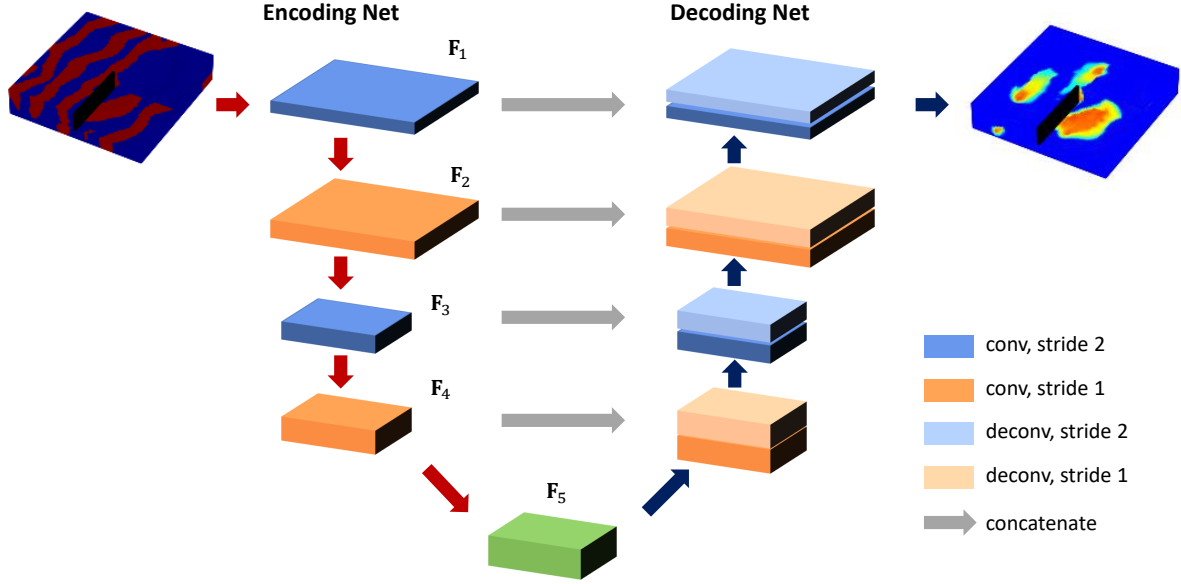 Encoding Net
Decoding Net
F₁
F₂
F₃
F₄
F₅
conv, stride 2
conv, stride 1
deconv, stride 2
deconv, stride 1
concatenate